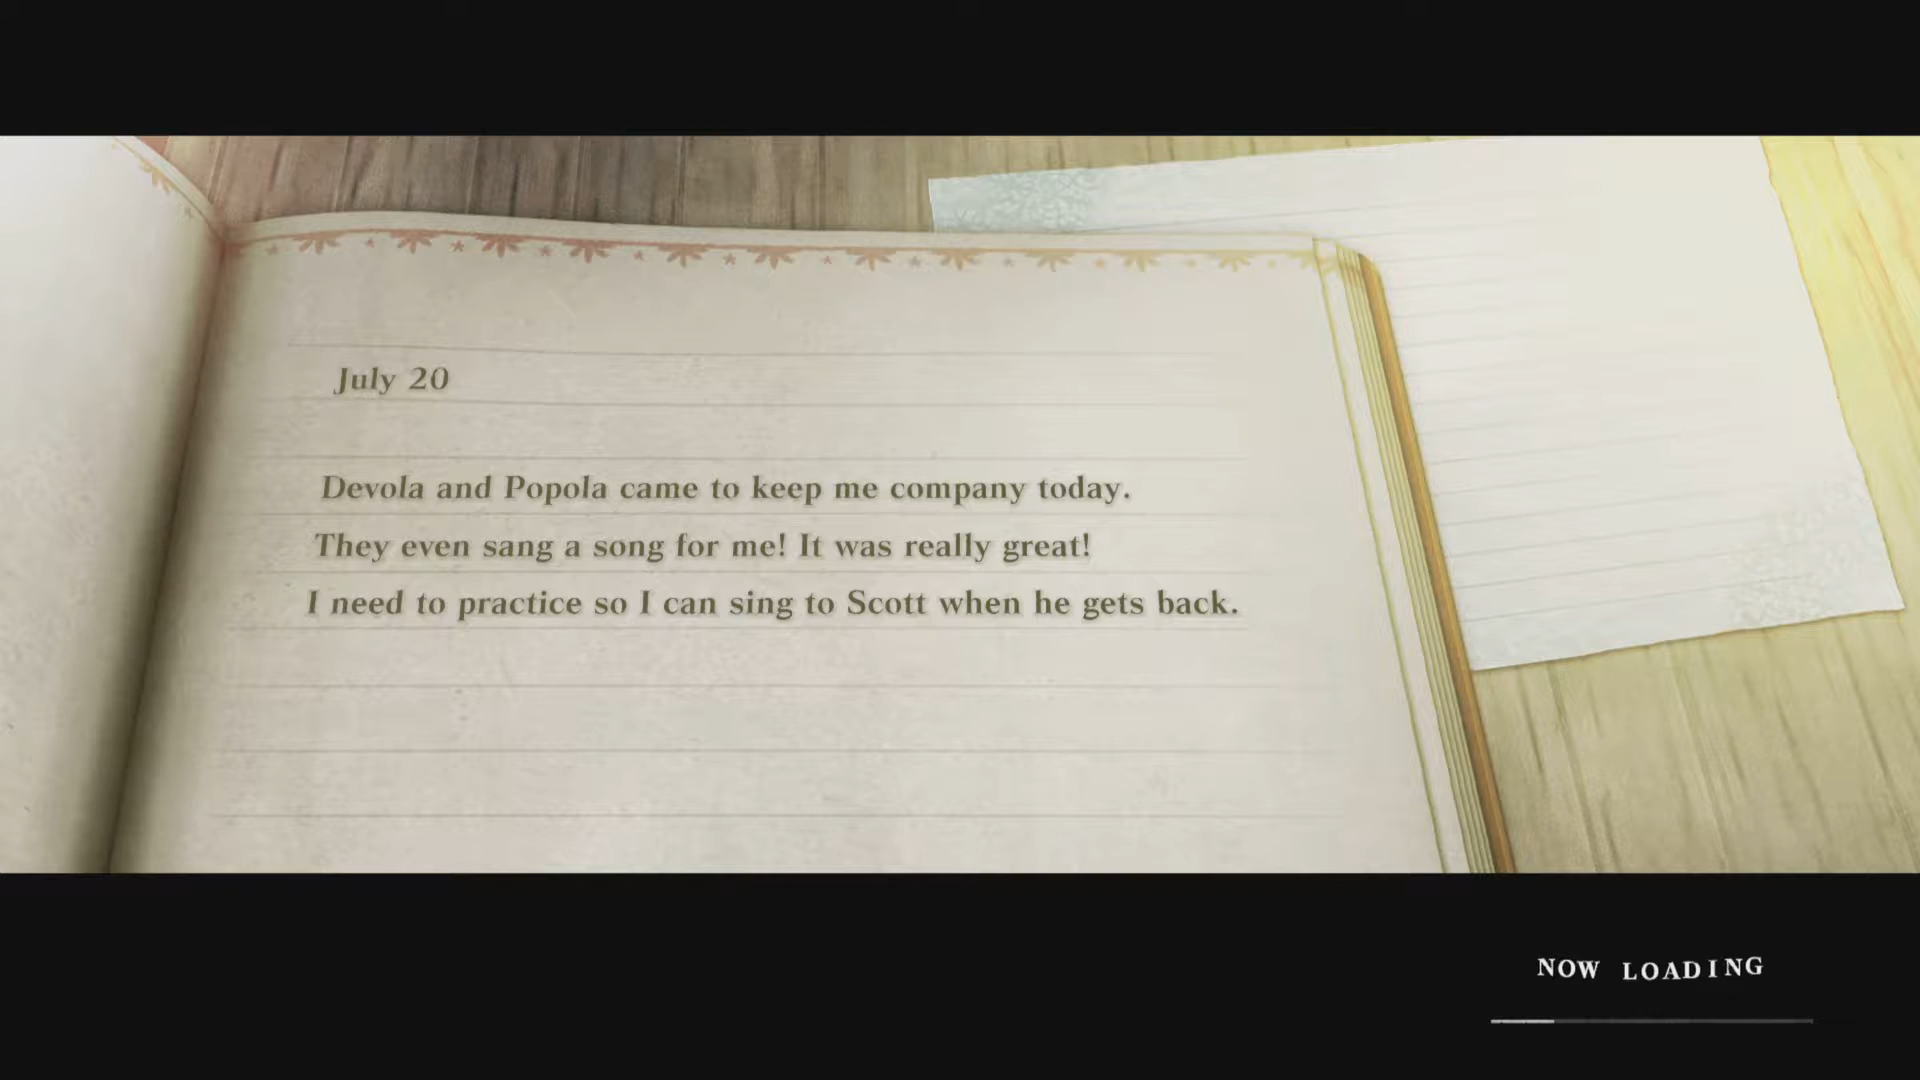 July 20
Devola and Popola came to keep me company today.
They even sang a song for me! It was really great!
I need to practice so I can sing to Scott when he gets back.
NOW LOADING